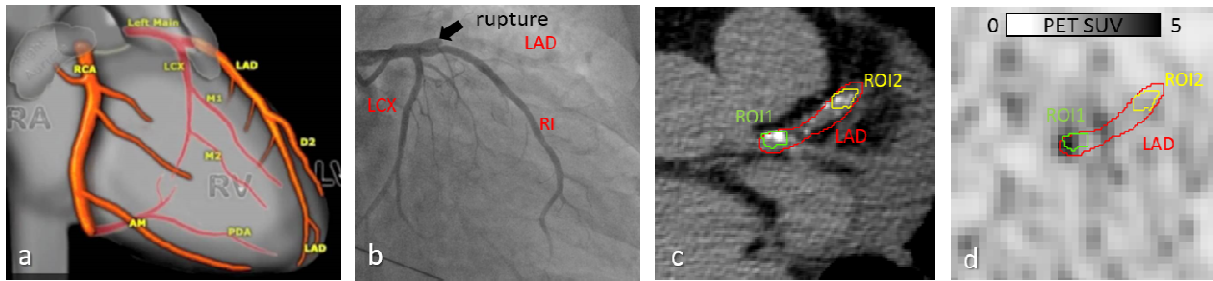 Left Main
RCA
LCX
LAD
M1
RA
D2
M2
RV
AM
PDA
LAD
a
rupture
LAD
LCX
RI
b
ROI2
ROI1
LAD
c
0 PET SUV 5
ROI2
ROI1
LAD
d